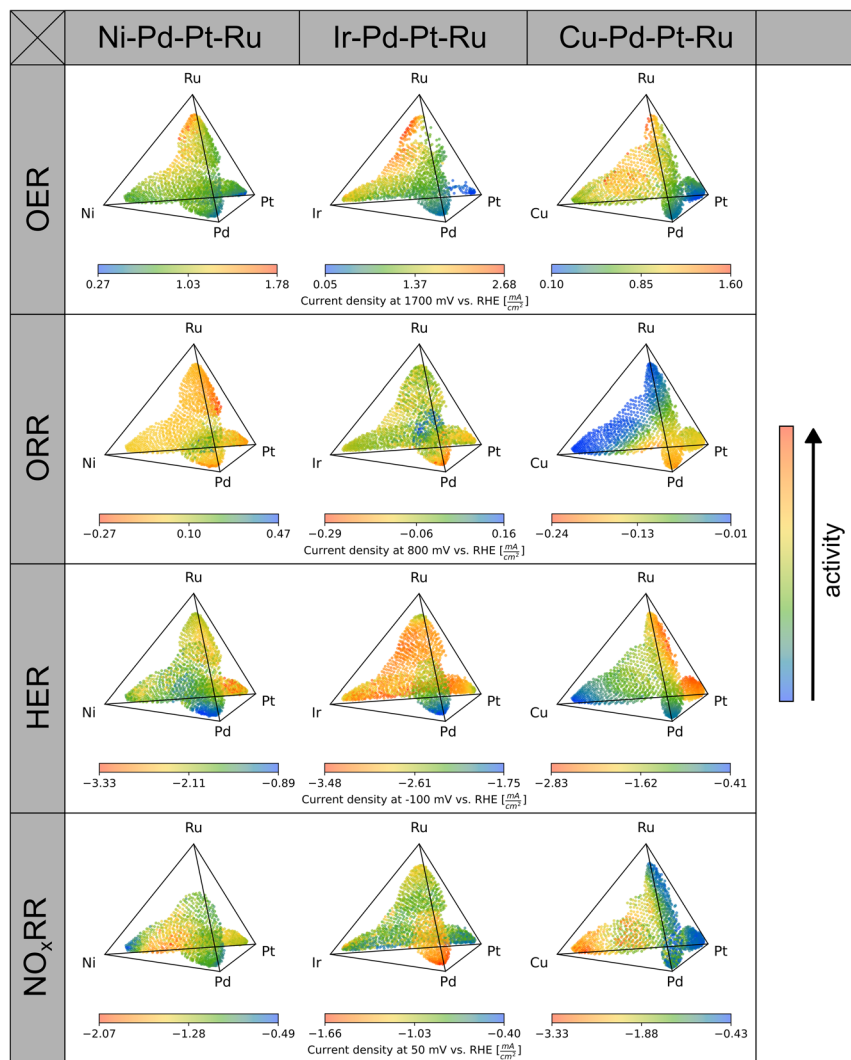 Ni-Pd-Pt-Ru Ir-Pd-Pt-Ru Cu-Pd-Pt-Ru
OER
Ru Ru Ru
Ni Pt Ir Pt Cu Pt
Pd Pd Pd
0.27 1.03 1.78 0.05 1.37 2.68 0.10 0.85 1.60
Current density at 1700 mV vs. RHE [mA/cm²]
ORR
Ru Ru Ru
Ni Pt Ir Pt Cu Pt
Pd Pd Pd
−0.27 0.10 0.47 −0.29 −0.06 0.16 −0.24 −0.13 −0.01
Current density at 800 mV vs. RHE [mA/cm²]
activity
HER
Ru Ru Ru
Ni Pt Ir Pt Cu Pt
Pd Pd Pd
−3.33 −2.11 −0.89 −3.48 −2.61 −1.75 −2.83 −1.62 −0.41
Current density at -100 mV vs. RHE [mA/cm²]
NOₓRR
Ru Ru Ru
Ni Pt Ir Pt Cu Pt
Pd Pd Pd
−2.07 −1.28 −0.49 −1.66 −1.03 −0.40 −3.33 −1.88 −0.43
Current density at 50 mV vs. RHE [mA/cm²]